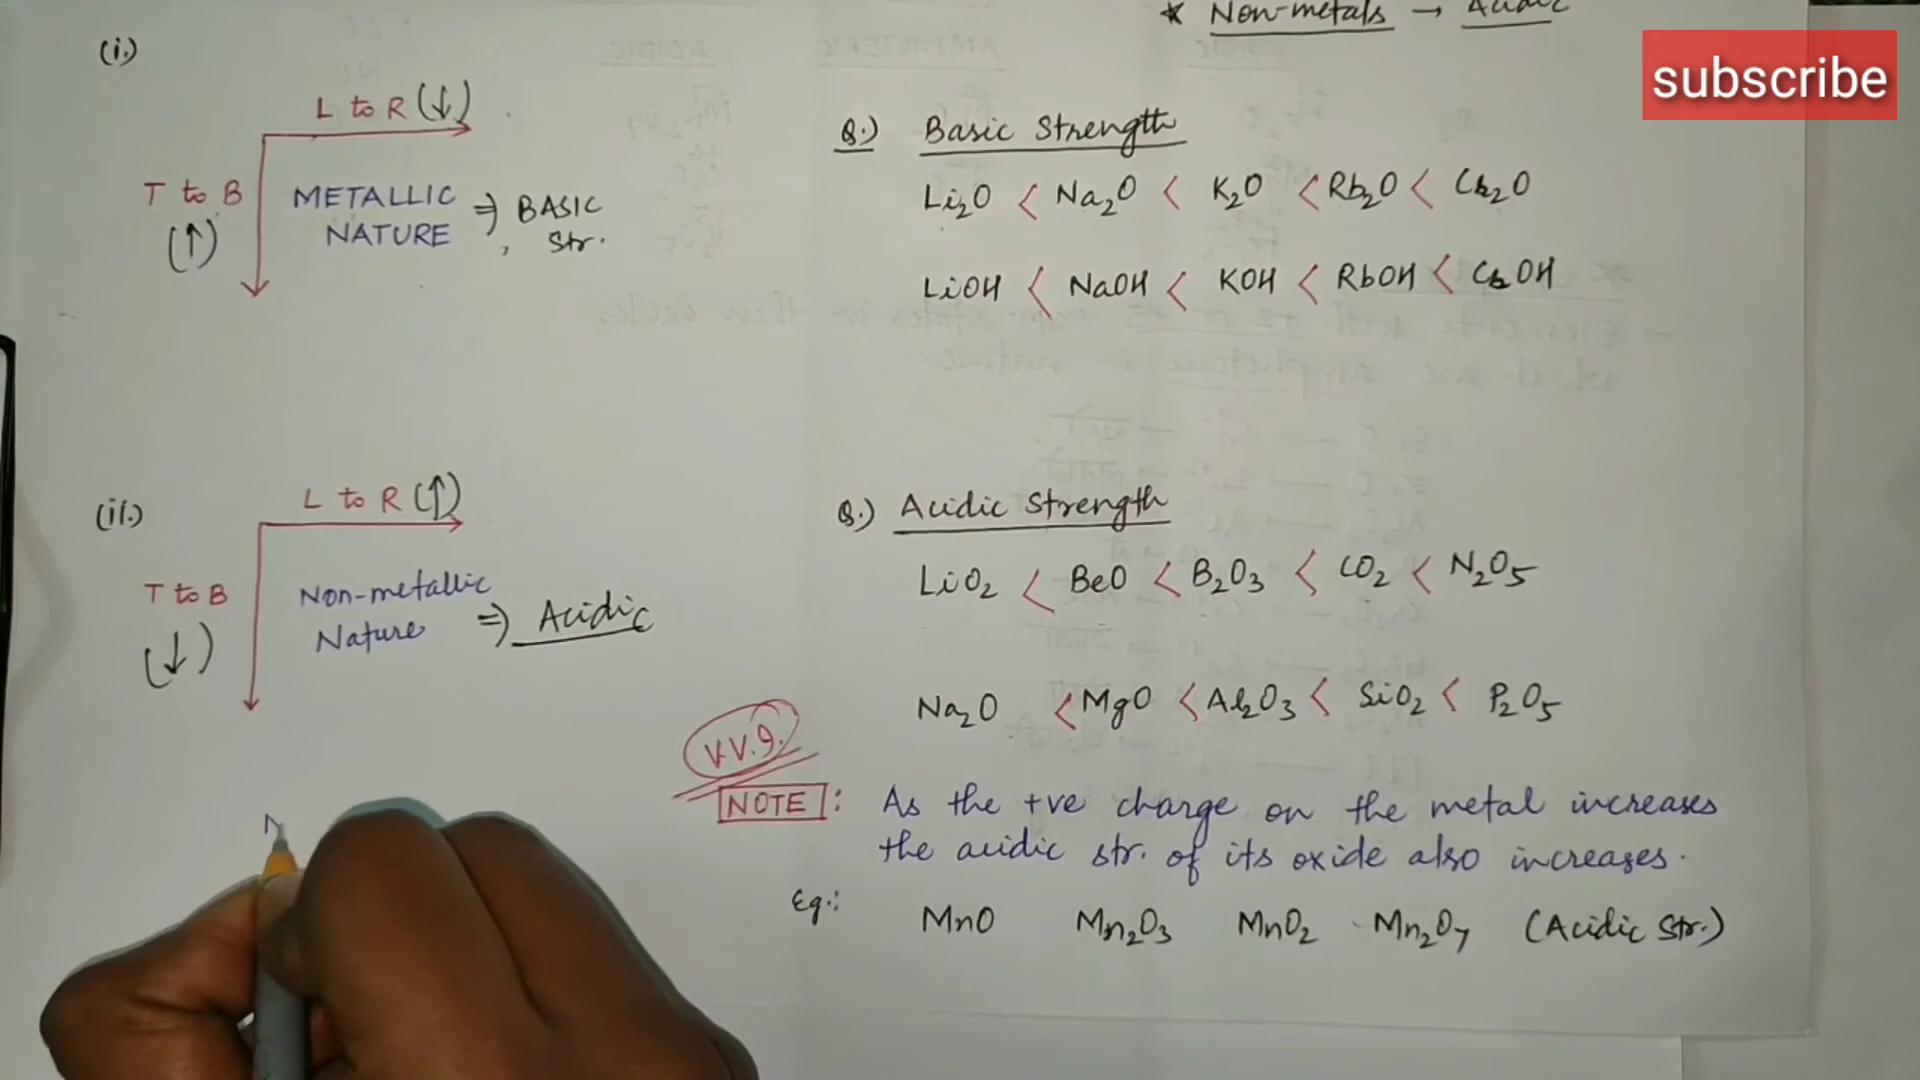 * Non-metals → Acidic
subscribe
(i.)
L to R (↓)
T to B
(↑)
METALLIC
NATURE
⇒ BASIC
Str.
Q.) Basic Strength
Li₂O < Na₂O < K₂O < Rb₂O < Cs₂O
LiOH < NaOH < KOH < RbOH < CsOH
(ii.)
L to R (↑)
T to B
(↓)
Non-metallic
Nature
⇒ Acidic
Q.) Acidic Strength
LiO₂ < BeO < B₂O₃ < CO₂ < N₂O₅
Na₂O < MgO < Al₂O₃ < SiO₂ < P₂O₅
V.V.I.
NOTE : As the +ve charge on the metal increases
the acidic str. of its oxide also increases.
Eg.: MnO Mn₂O₃ MnO₂ Mn₂O₇ (Acidic Str.)